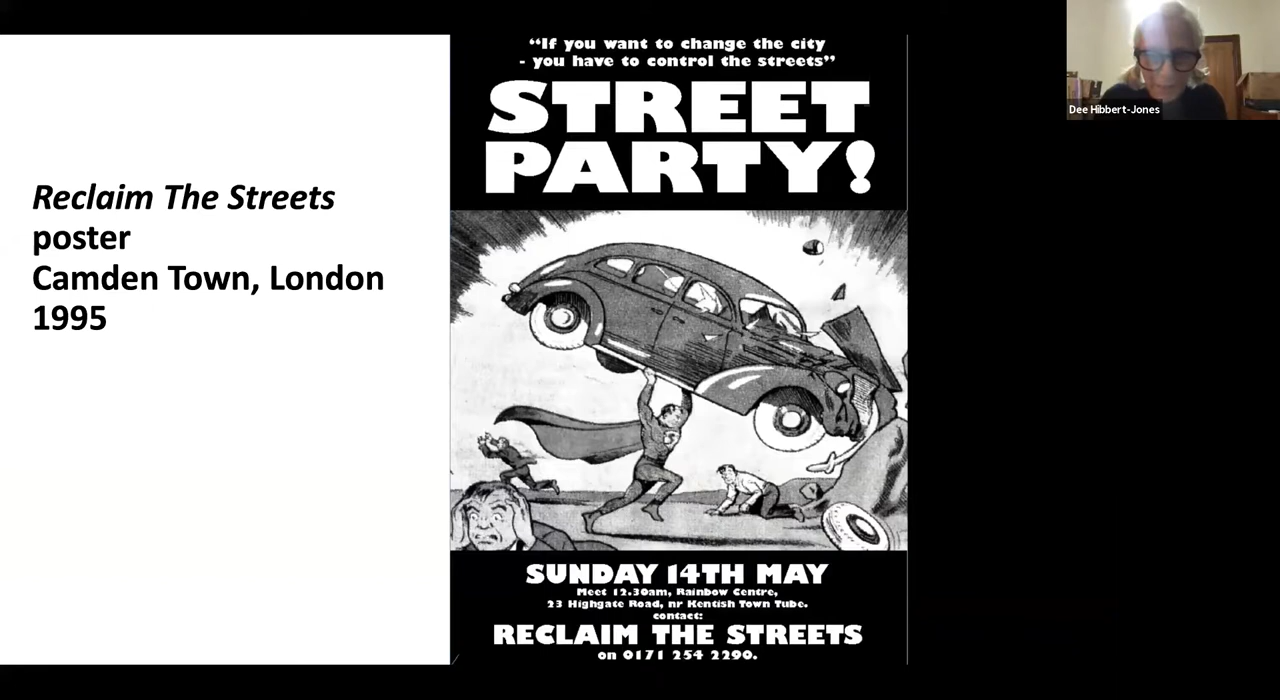 Reclaim The Streets
poster
Camden Town, London
1995
“If you want to change the city
- you have to control the streets”
STREET
PARTY!
SUNDAY 14TH MAY
Meet 12.30am, Rainbow Centre,
23 Highgate Road, nr Kentish Town Tube.
contact:
RECLAIM THE STREETS
on 0171 254 2290.
Dee Hibbert-Jones